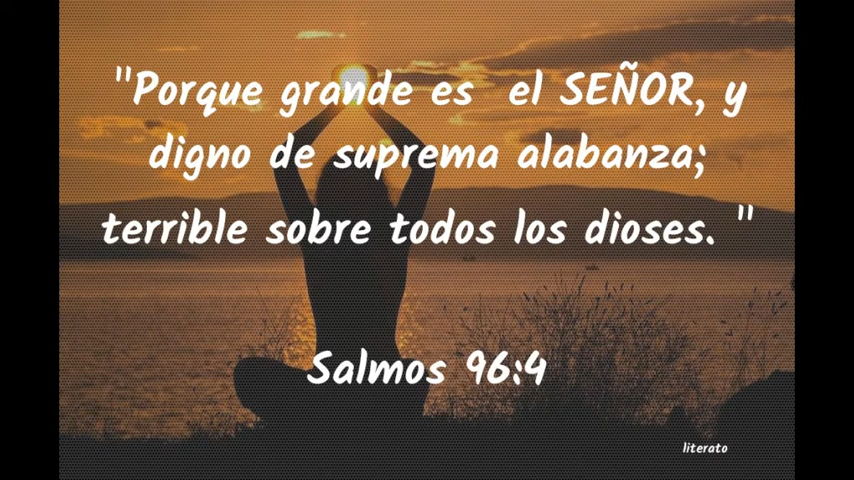 "Porque grande es  el SEÑOR, y
digno de suprema alabanza;
terrible sobre todos los dioses. "
Salmos 96:4
literato